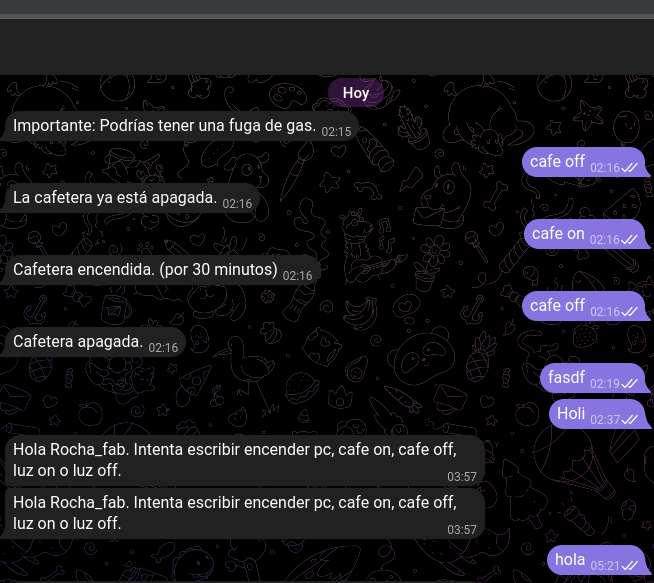 Hoy
Importante: Podrías tener una fuga de gas. 02:15
cafe off 02:16
La cafetera ya está apagada. 02:16
cafe on 02:16
Cafetera encendida. (por 30 minutos) 02:16
cafe off 02:16
Cafetera apagada. 02:16
fasdf 02:19
Holi 02:37
Hola Rocha_fab. Intenta escribir encender pc, cafe on, cafe off,
luz on o luz off. 03:57
Hola Rocha_fab. Intenta escribir encender pc, cafe on, cafe off,
luz on o luz off. 03:57
hola 05:21